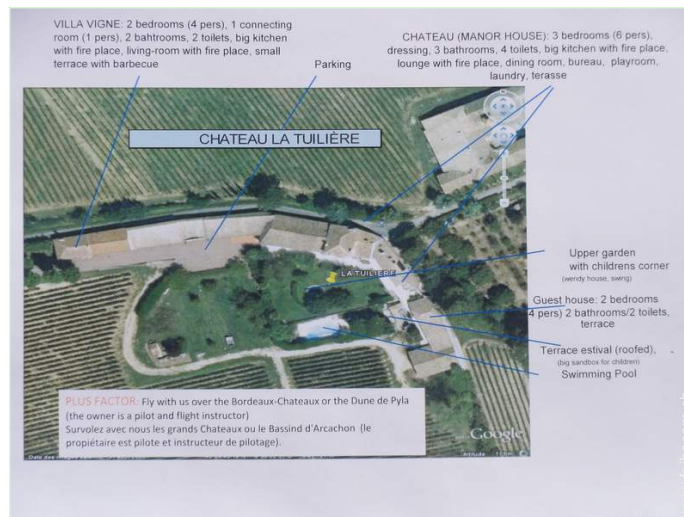 VILLA VIGNE: 2 bedrooms (4 pers), 1 connecting
room (1 pers), 2 bahtrooms, 2 toilets, big kitchen
with fire place, living-room with fire place, small
terrace with barbecue
Parking
CHATEAU (MANOR HOUSE): 3 bedrooms (6 pers),
dressing, 3 bathrooms, 4 toilets, big kitchen with fire place,
lounge with fire place, dining room, bureau, playroom,
laundry, terasse
CHATEAU LA TUILIÈRE
LA TUILIERE
Upper garden
with childrens corner
(wendy house, swing)
Guest house: 2 bedrooms
4 pers) 2 bathrooms/2 toilets,
terrace
Terrace estival (roofed),
(big sandbox for children)
Swimming Pool
PLUS FACTOR: Fly with us over the Bordeaux-Chateaux or the Dune de Pyla
(the owner is a pilot and flight instructor)
Survolez avec nous les grands Chateaux ou le Bassind d'Arcachon (le
propiétaire est pilote et instructeur de pilotage).
Google
Altitude